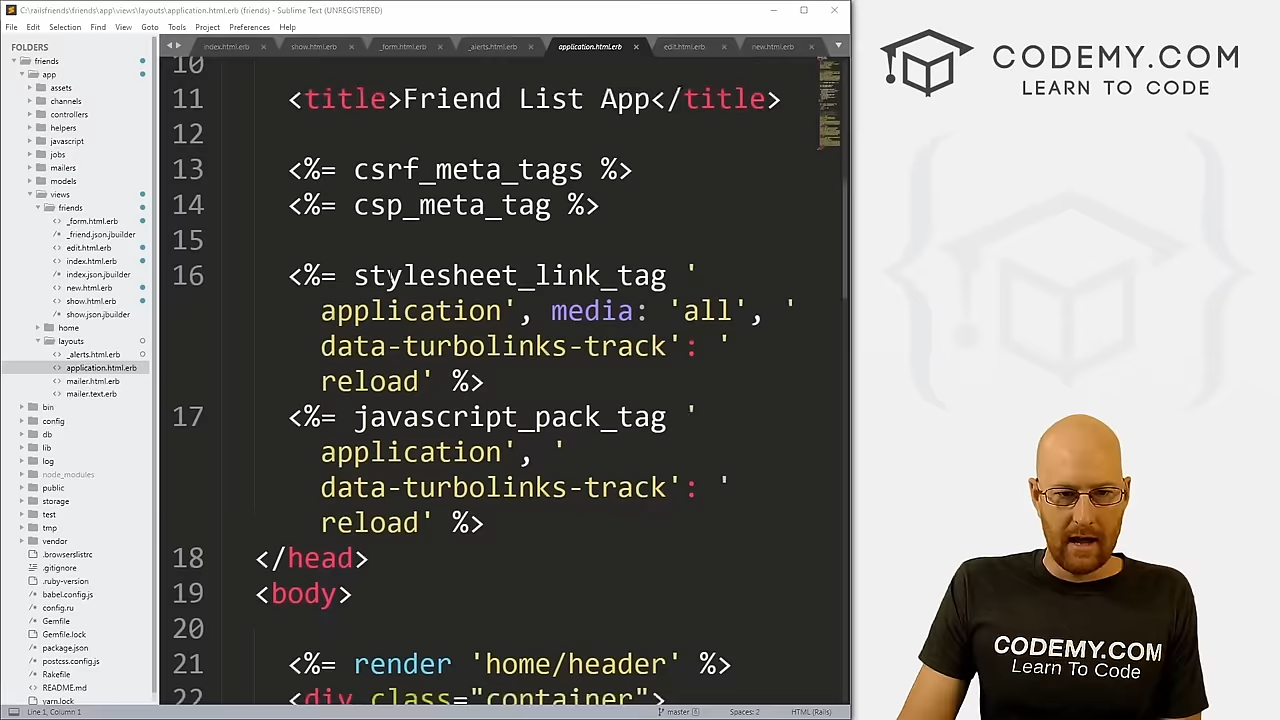 C:\railsfriends\friends\app\views\layouts\application.html.erb (friends) - Sublime Text (UNREGISTERED)
File Edit Selection Find View Goto Tools Project Preferences Help
FOLDERS
friends
app
assets
channels
controllers
helpers
javascript
jobs
mailers
models
views
friends
_form.html.erb
_friend.json.jbuilder
edit.html.erb
index.html.erb
index.json.jbuilder
new.html.erb
show.html.erb
show.json.jbuilder
home
layouts
_alerts.html.erb
application.html.erb
mailer.html.erb
mailer.text.erb
bin
config
db
lib
log
node_modules
public
storage
test
tmp
vendor
.browserslistrc
.gitignore
.ruby-version
babel.config.js
config.ru
Gemfile
Gemfile.lock
package.json
postcss.config.js
Rakefile
README.md
yarn.lock
index.html.erb show.html.erb _form.html.erb _alerts.html.erb application.html.erb edit.html.erb new.html.erb
10
11 <title>Friend List App</title>
12
13 <%= csrf_meta_tags %>
14 <%= csp_meta_tag %>
15
16 <%= stylesheet_link_tag '
application', media: 'all', '
data-turbolinks-track': '
reload' %>
17 <%= javascript_pack_tag '
application', '
data-turbolinks-track': '
reload' %>
18 </head>
19 <body>
20
21 <%= render 'home/header' %>
22 <div class="container">
Line 1, Column 1 master 6 Spaces: 2 HTML (Rails)
CODEMY.COM
LEARN TO CODE
CODEMY.COM
Learn To Code